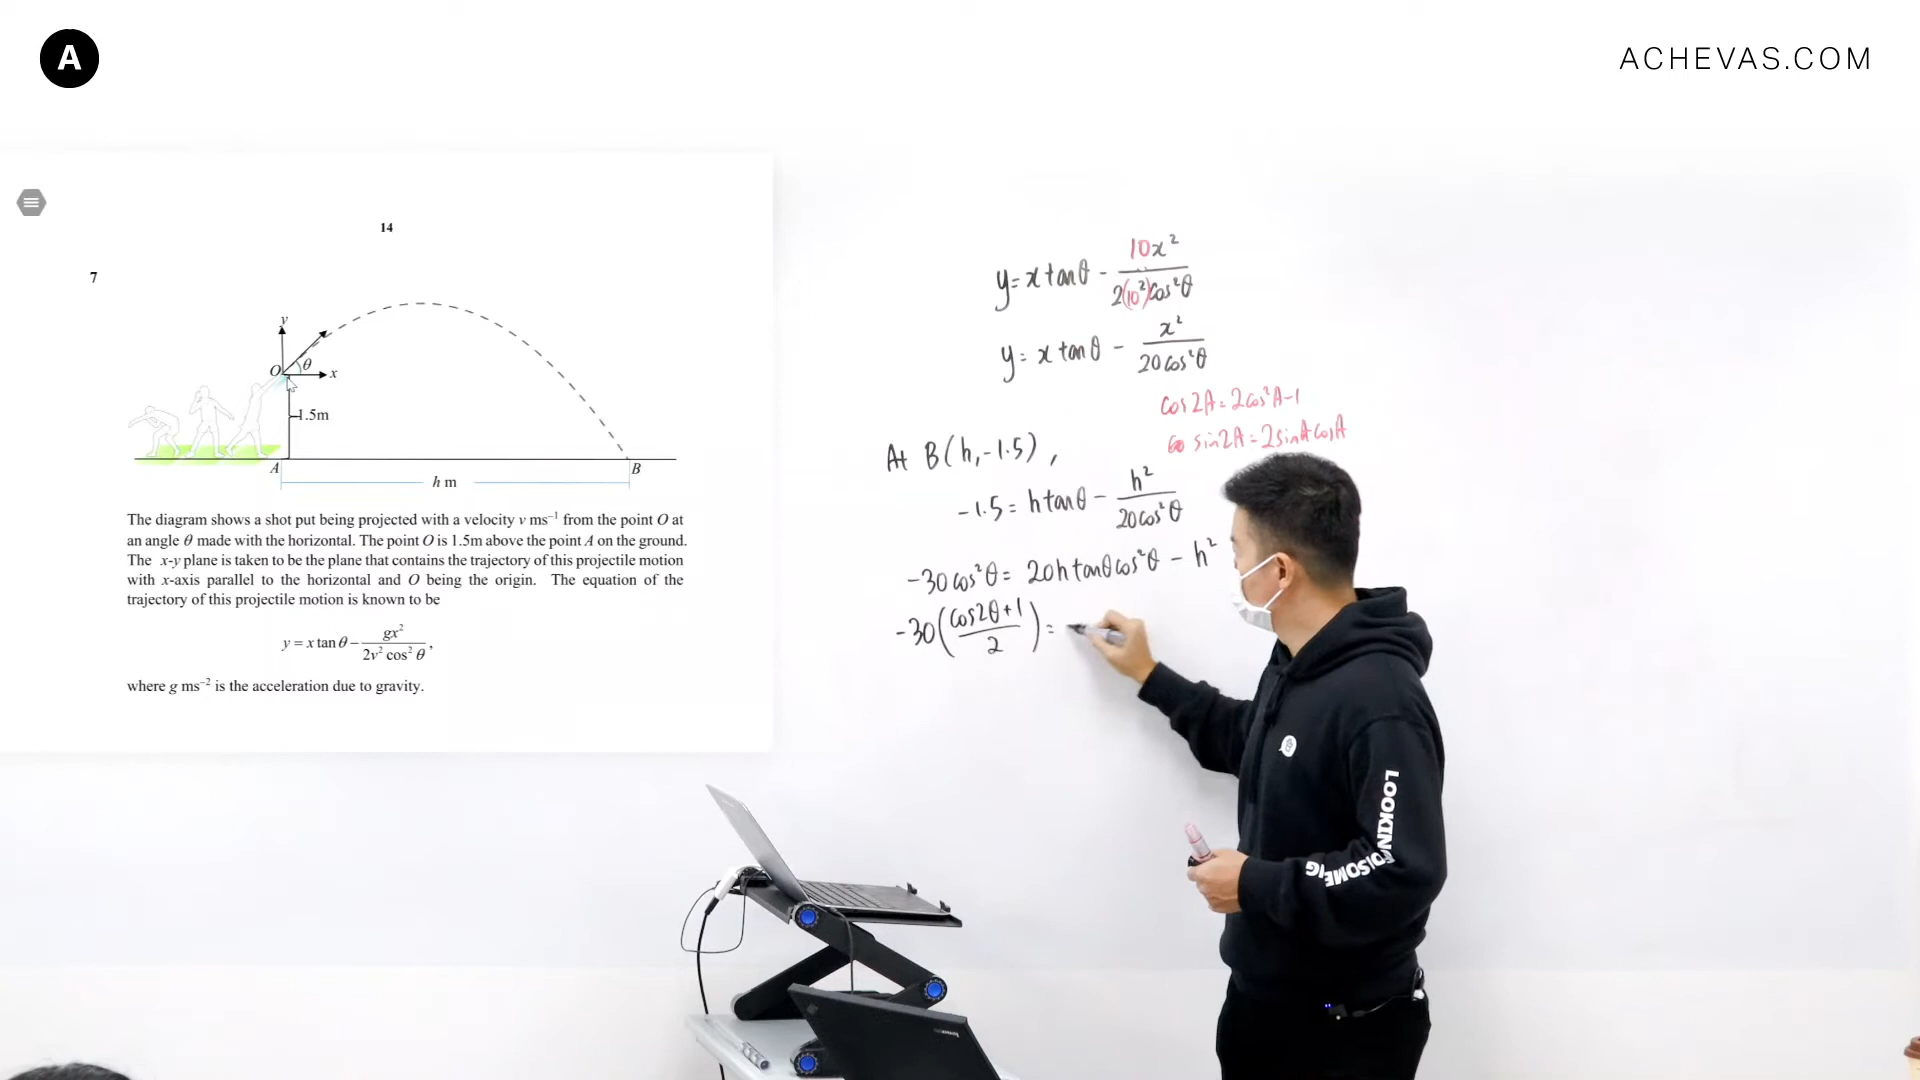 A
ACHEVAS.COM
14
7
y
O
θ
x
1.5m
A
B
h m
The diagram shows a shot put being projected with a velocity v ms⁻¹ from the point O at
an angle θ made with the horizontal. The point O is 1.5m above the point A on the ground.
The x-y plane is taken to be the plane that contains the trajectory of this projectile motion
with x-axis parallel to the horizontal and O being the origin. The equation of the
trajectory of this projectile motion is known to be
y = x tan θ − gx² / 2v² cos² θ ,
where g ms⁻² is the acceleration due to gravity.
y = x tanθ - 10x² / 2(10²)cos²θ
y = x tanθ - x² / 20cos²θ
cos2A = 2cos²A-1
sin2A = 2sinAcosA
At B(h,-1.5),
-1.5 = h tanθ - h² / 20cos²θ
-30cos²θ = 20h tanθcos²θ - h²
-30(cos2θ+1 / 2) =
LOOKIN
SOMEIG